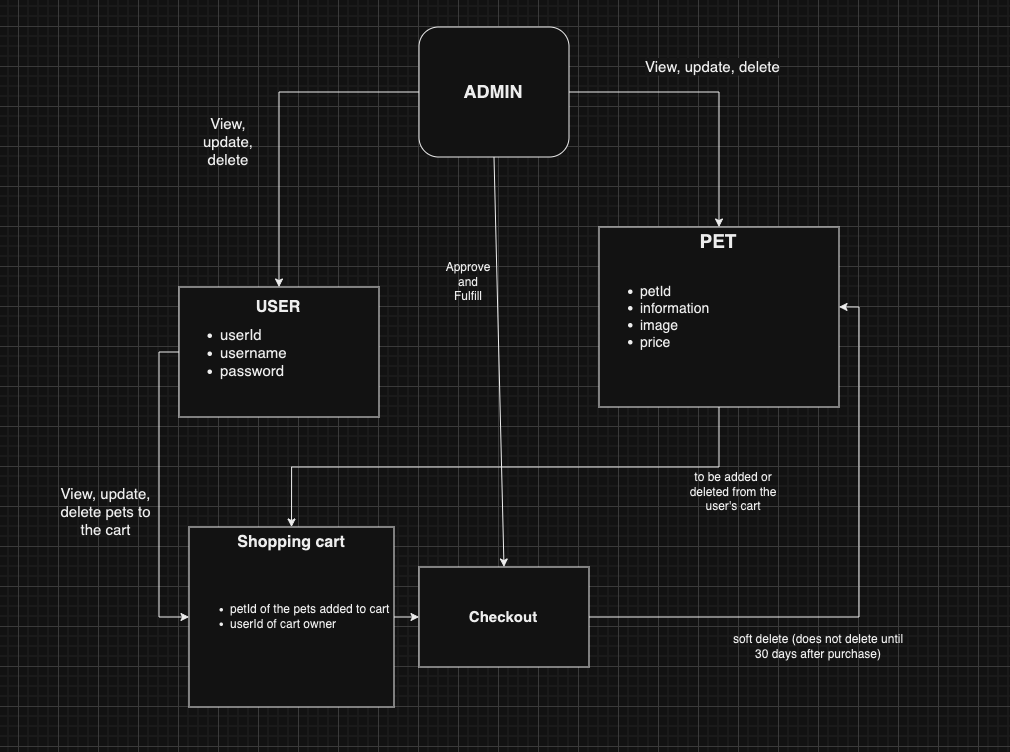 ADMIN
View, update, delete
View,
update,
delete
PET
• petId
• information
• image
• price
Approve
and
Fulfill
USER
• userId
• username
• password
to be added or
deleted from the
user's cart
View, update,
delete pets to
the cart
Shopping cart
• petId of the pets added to cart
• userId of cart owner
Checkout
soft delete (does not delete until
30 days after purchase)